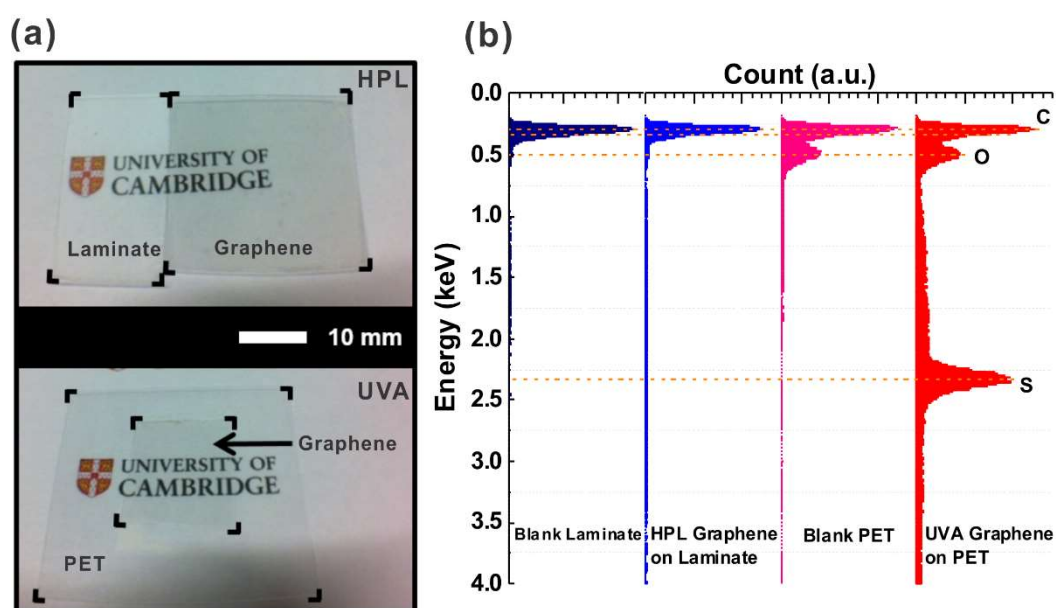 (a)
HPL
UNIVERSITY OF
CAMBRIDGE
Laminate
Graphene
10 mm
UVA
Graphene
UNIVERSITY OF
CAMBRIDGE
PET
(b)
Count (a.u.)
Energy (keV)
0.0
0.5
1.0
1.5
2.0
2.5
3.0
3.5
4.0
C
O
S
Blank Laminate
HPL Graphene
on Laminate
Blank PET
UVA Graphene
on PET